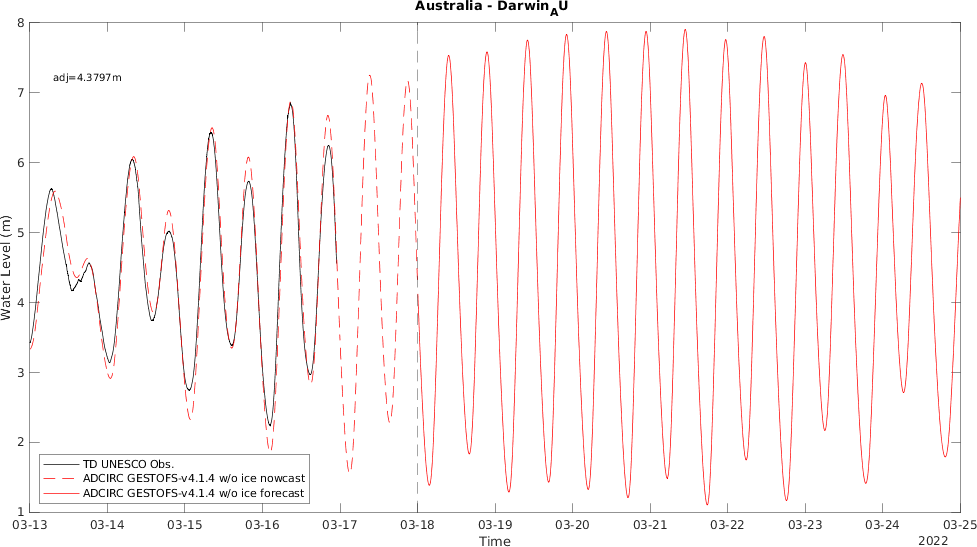 Australia - Darwin_AU
8
adj=4.3797m
7
6
5
Water Level (m)
4
3
2
TD UNESCO Obs.
ADCIRC GESTOFS-v4.1.4 w/o ice nowcast
ADCIRC GESTOFS-v4.1.4 w/o ice forecast
1
03-13 03-14 03-15 03-16 03-17 03-18 03-19 03-20 03-21 03-22 03-23 03-24 03-25
Time
2022